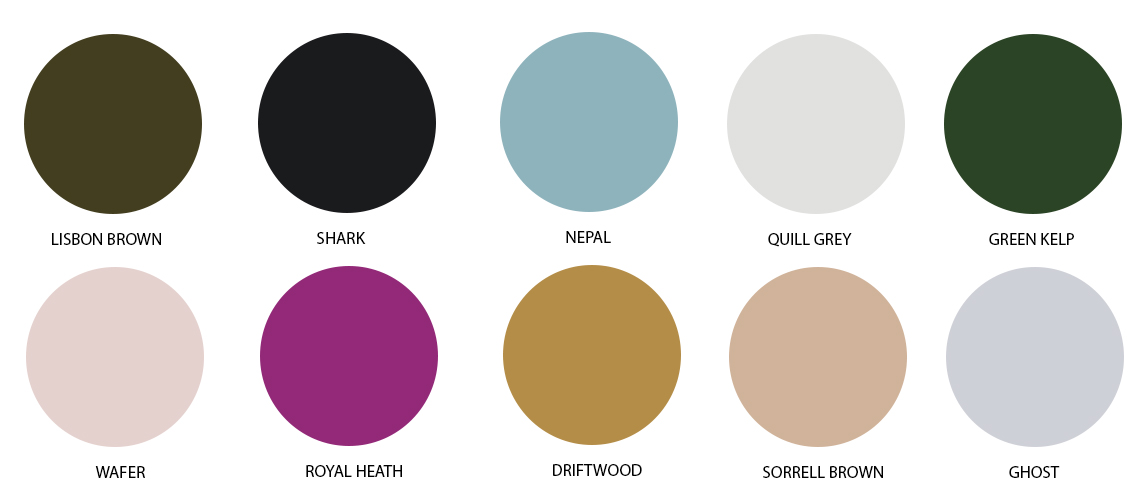 LISBON BROWN
SHARK
NEPAL
QUILL GREY
GREEN KELP
WAFER
ROYAL HEATH
DRIFTWOOD
SORRELL BROWN
GHOST